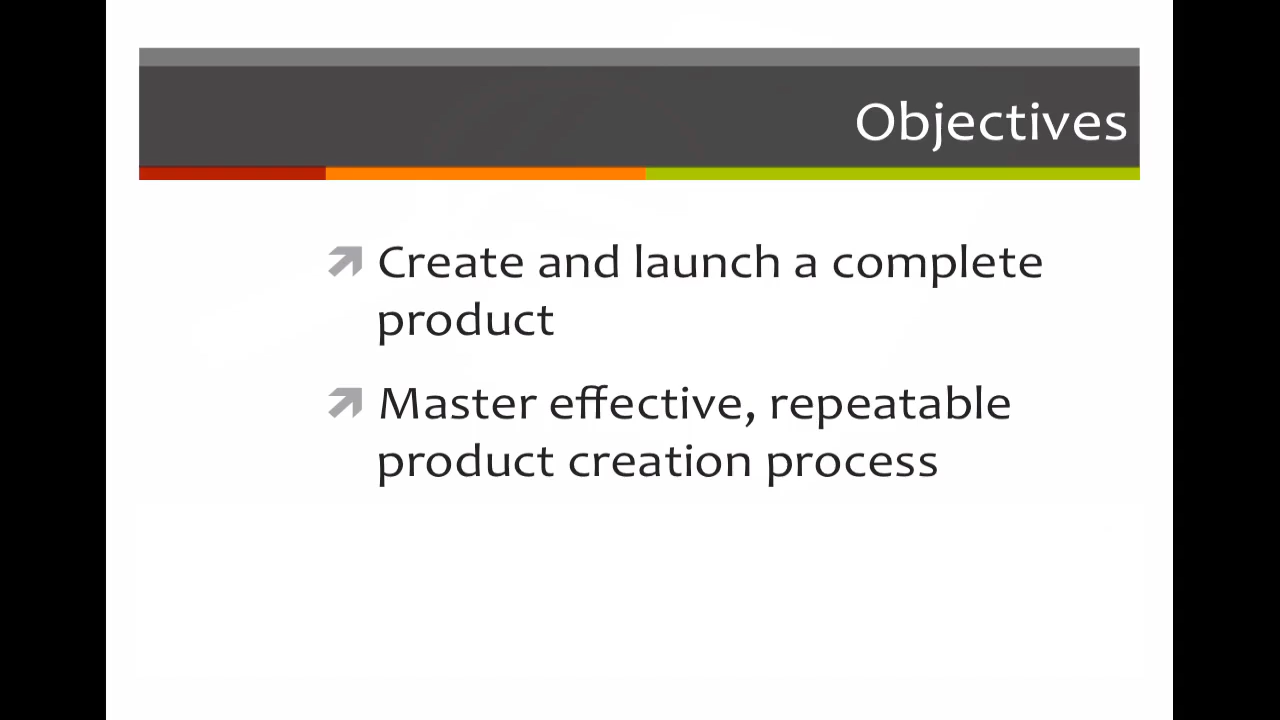 Objectives
Create and launch a complete
product
Master effective, repeatable
product creation process